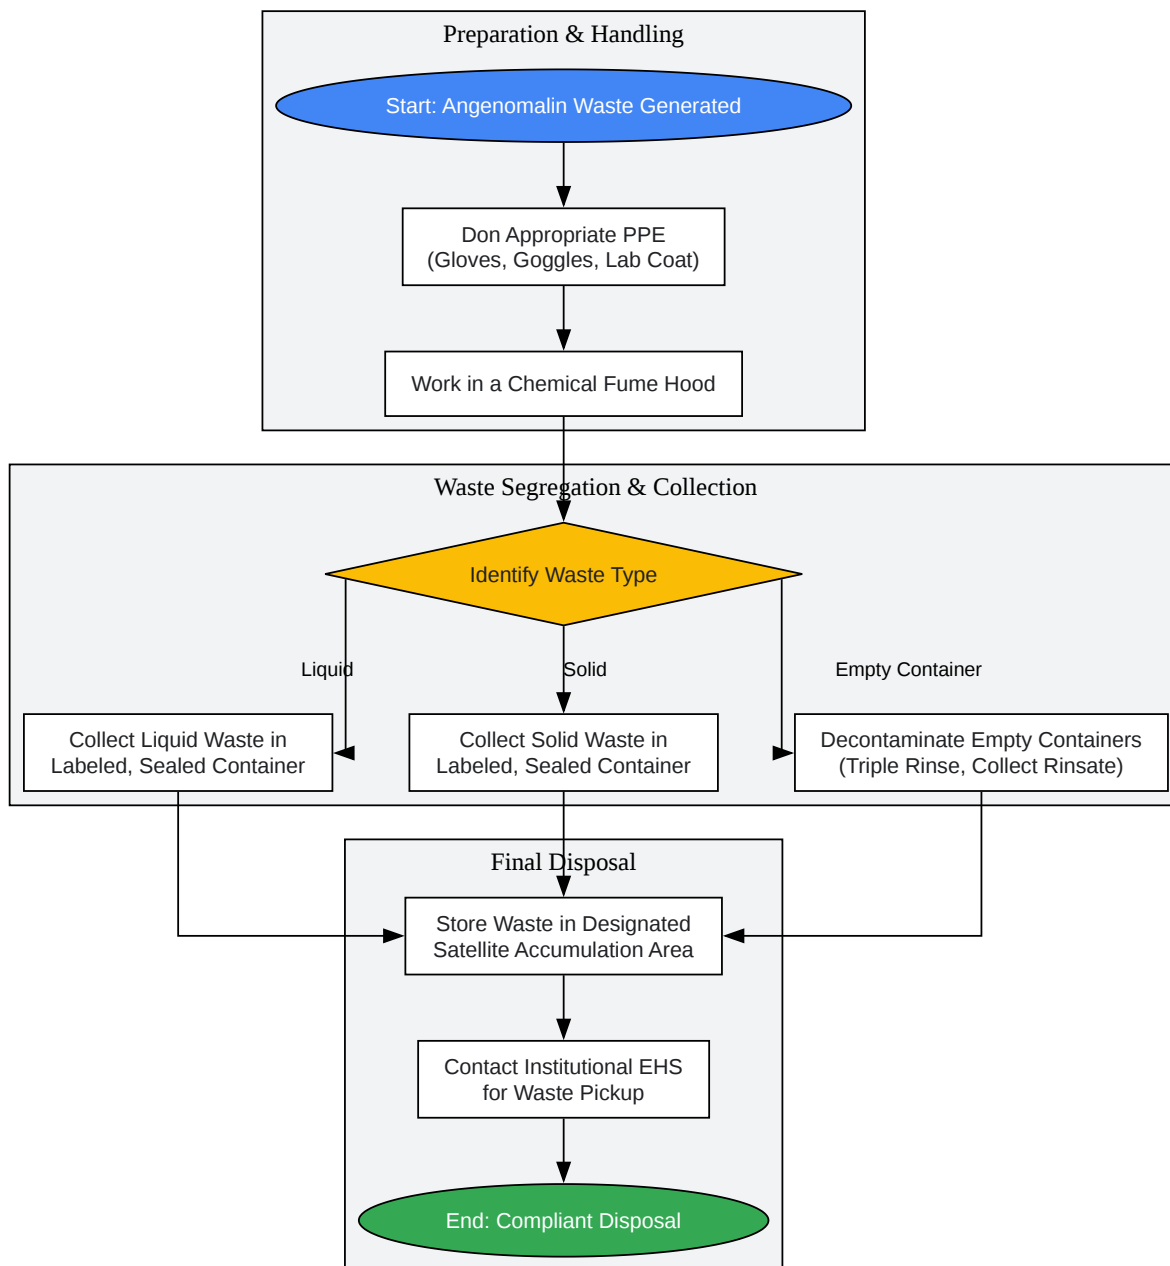 Preparation & Handling
Start: Angenomalin Waste Generated
Don Appropriate PPE
(Gloves, Goggles, Lab Coat)
Work in a Chemical Fume Hood
Waste Segregation & Collection
Identify Waste Type
Liquid
Solid
Empty Container
Collect Liquid Waste in
Labeled, Sealed Container
Collect Solid Waste in
Labeled, Sealed Container
Decontaminate Empty Containers
(Triple Rinse, Collect Rinsate)
Final Disposal
Store Waste in Designated
Satellite Accumulation Area
Contact Institutional EHS
for Waste Pickup
End: Compliant Disposal